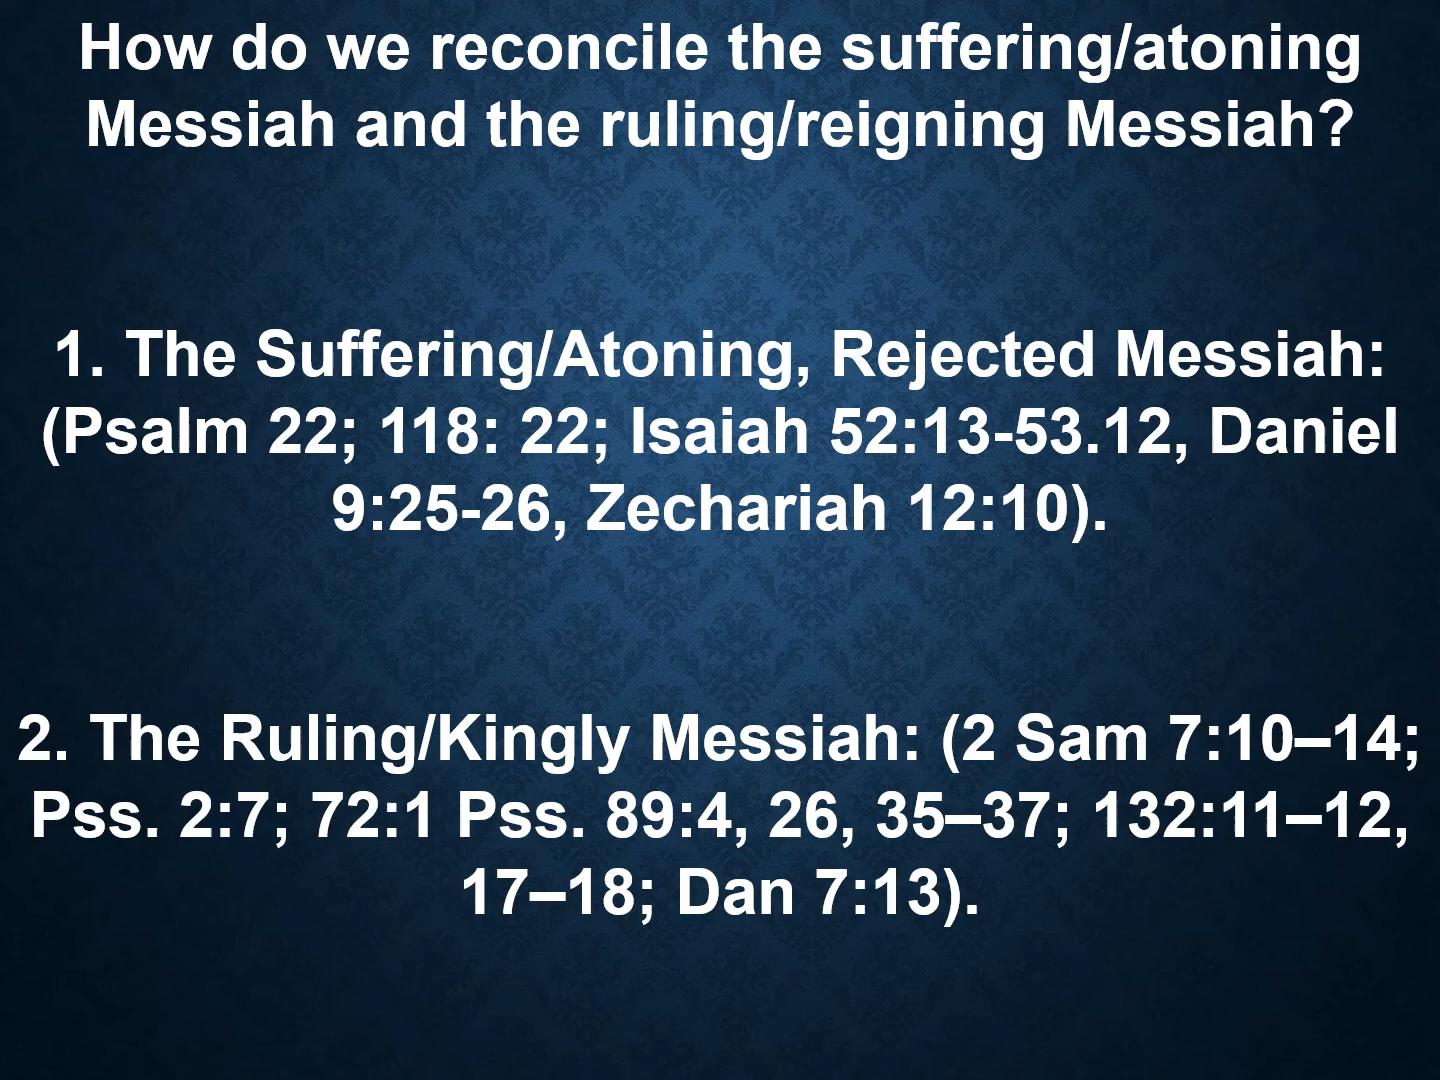 How do we reconcile the suffering/atoning
Messiah and the ruling/reigning Messiah?
1. The Suffering/Atoning, Rejected Messiah:
(Psalm 22; 118: 22; Isaiah 52:13-53.12, Daniel
9:25-26, Zechariah 12:10).
2. The Ruling/Kingly Messiah: (2 Sam 7:10–14;
Pss. 2:7; 72:1 Pss. 89:4, 26, 35–37; 132:11–12,
17–18; Dan 7:13).